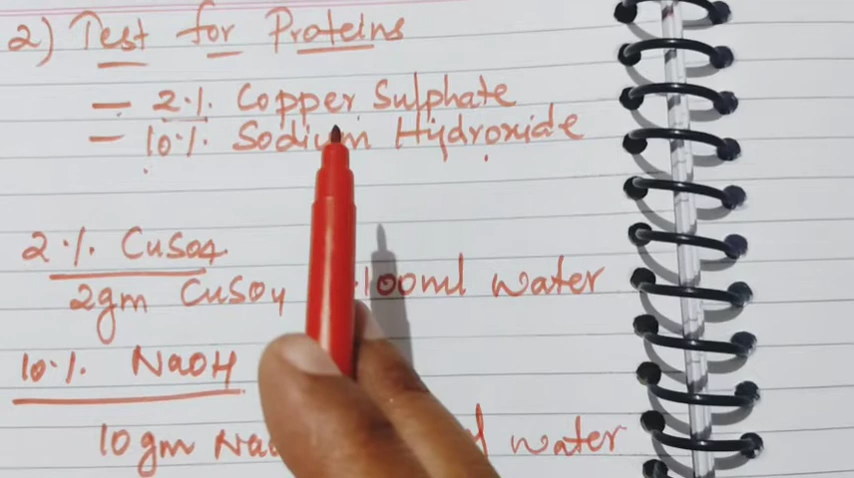 2) Test for Proteins
— 2·/. Copper Sulphate
— 10·/. Sodium Hydroxide
2·/. CuSO4
2gm CuSO4 100ml water
10·/. NaOH
10gm water